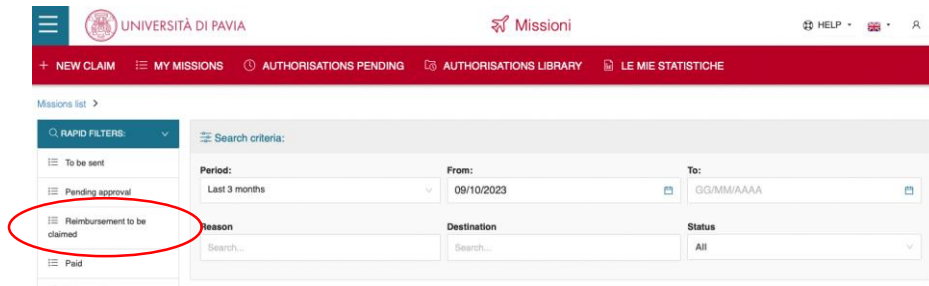 UNIVERSITÀ DI PAVIA
Missioni
HELP
+ NEW CLAIM
MY MISSIONS
AUTHORISATIONS PENDING
AUTHORISATIONS LIBRARY
LE MIE STATISTICHE
Missions list >
RAPID FILTERS:
To be sent
Pending approval
Reimbursement to be
claimed
Paid
Search criteria:
Period:
From:
To:
Last 3 months
09/10/2023
GG/MM/AAAA
Reason
Destination
Status
Search...
Search...
All